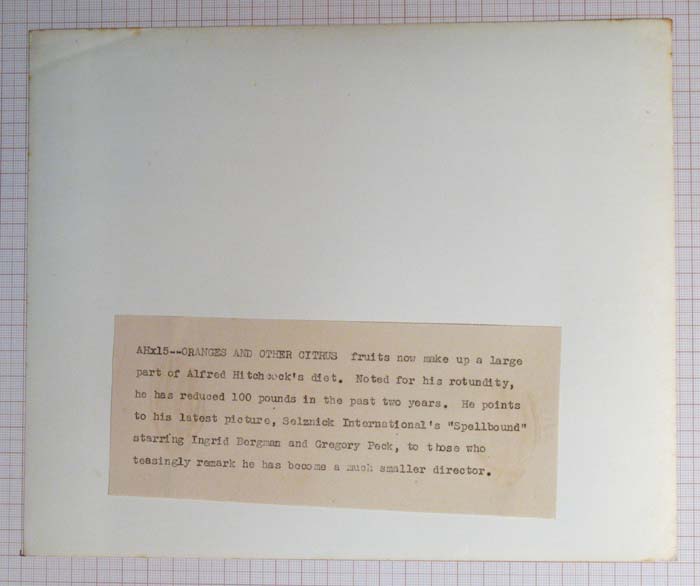 AHx15--ORANGES AND OTHER CITRUS fruits now make up a large
part of Alfred Hitchcock's diet. Noted for his rotundity,
he has reduced 100 pounds in the past two years. He points
to his latest picture, Selznick International's "Spellbound"
starring Ingrid Bergman and Gregory Peck, to those who
teasingly remark he has become a much smaller director.